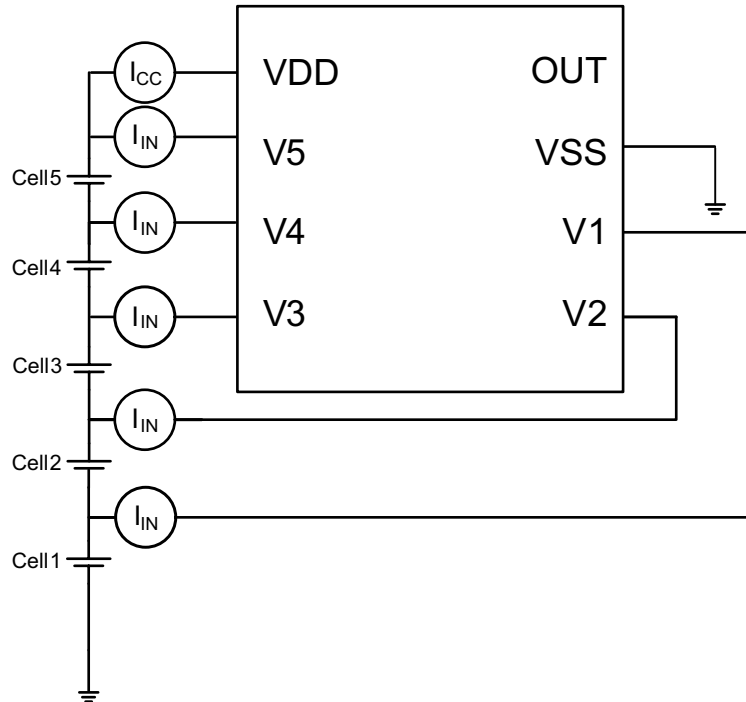 I_CC VDD OUT
I_IN V5 VSS
Cell5
I_IN V4 V1
Cell4
I_IN V3 V2
Cell3
I_IN
Cell2
I_IN
Cell1